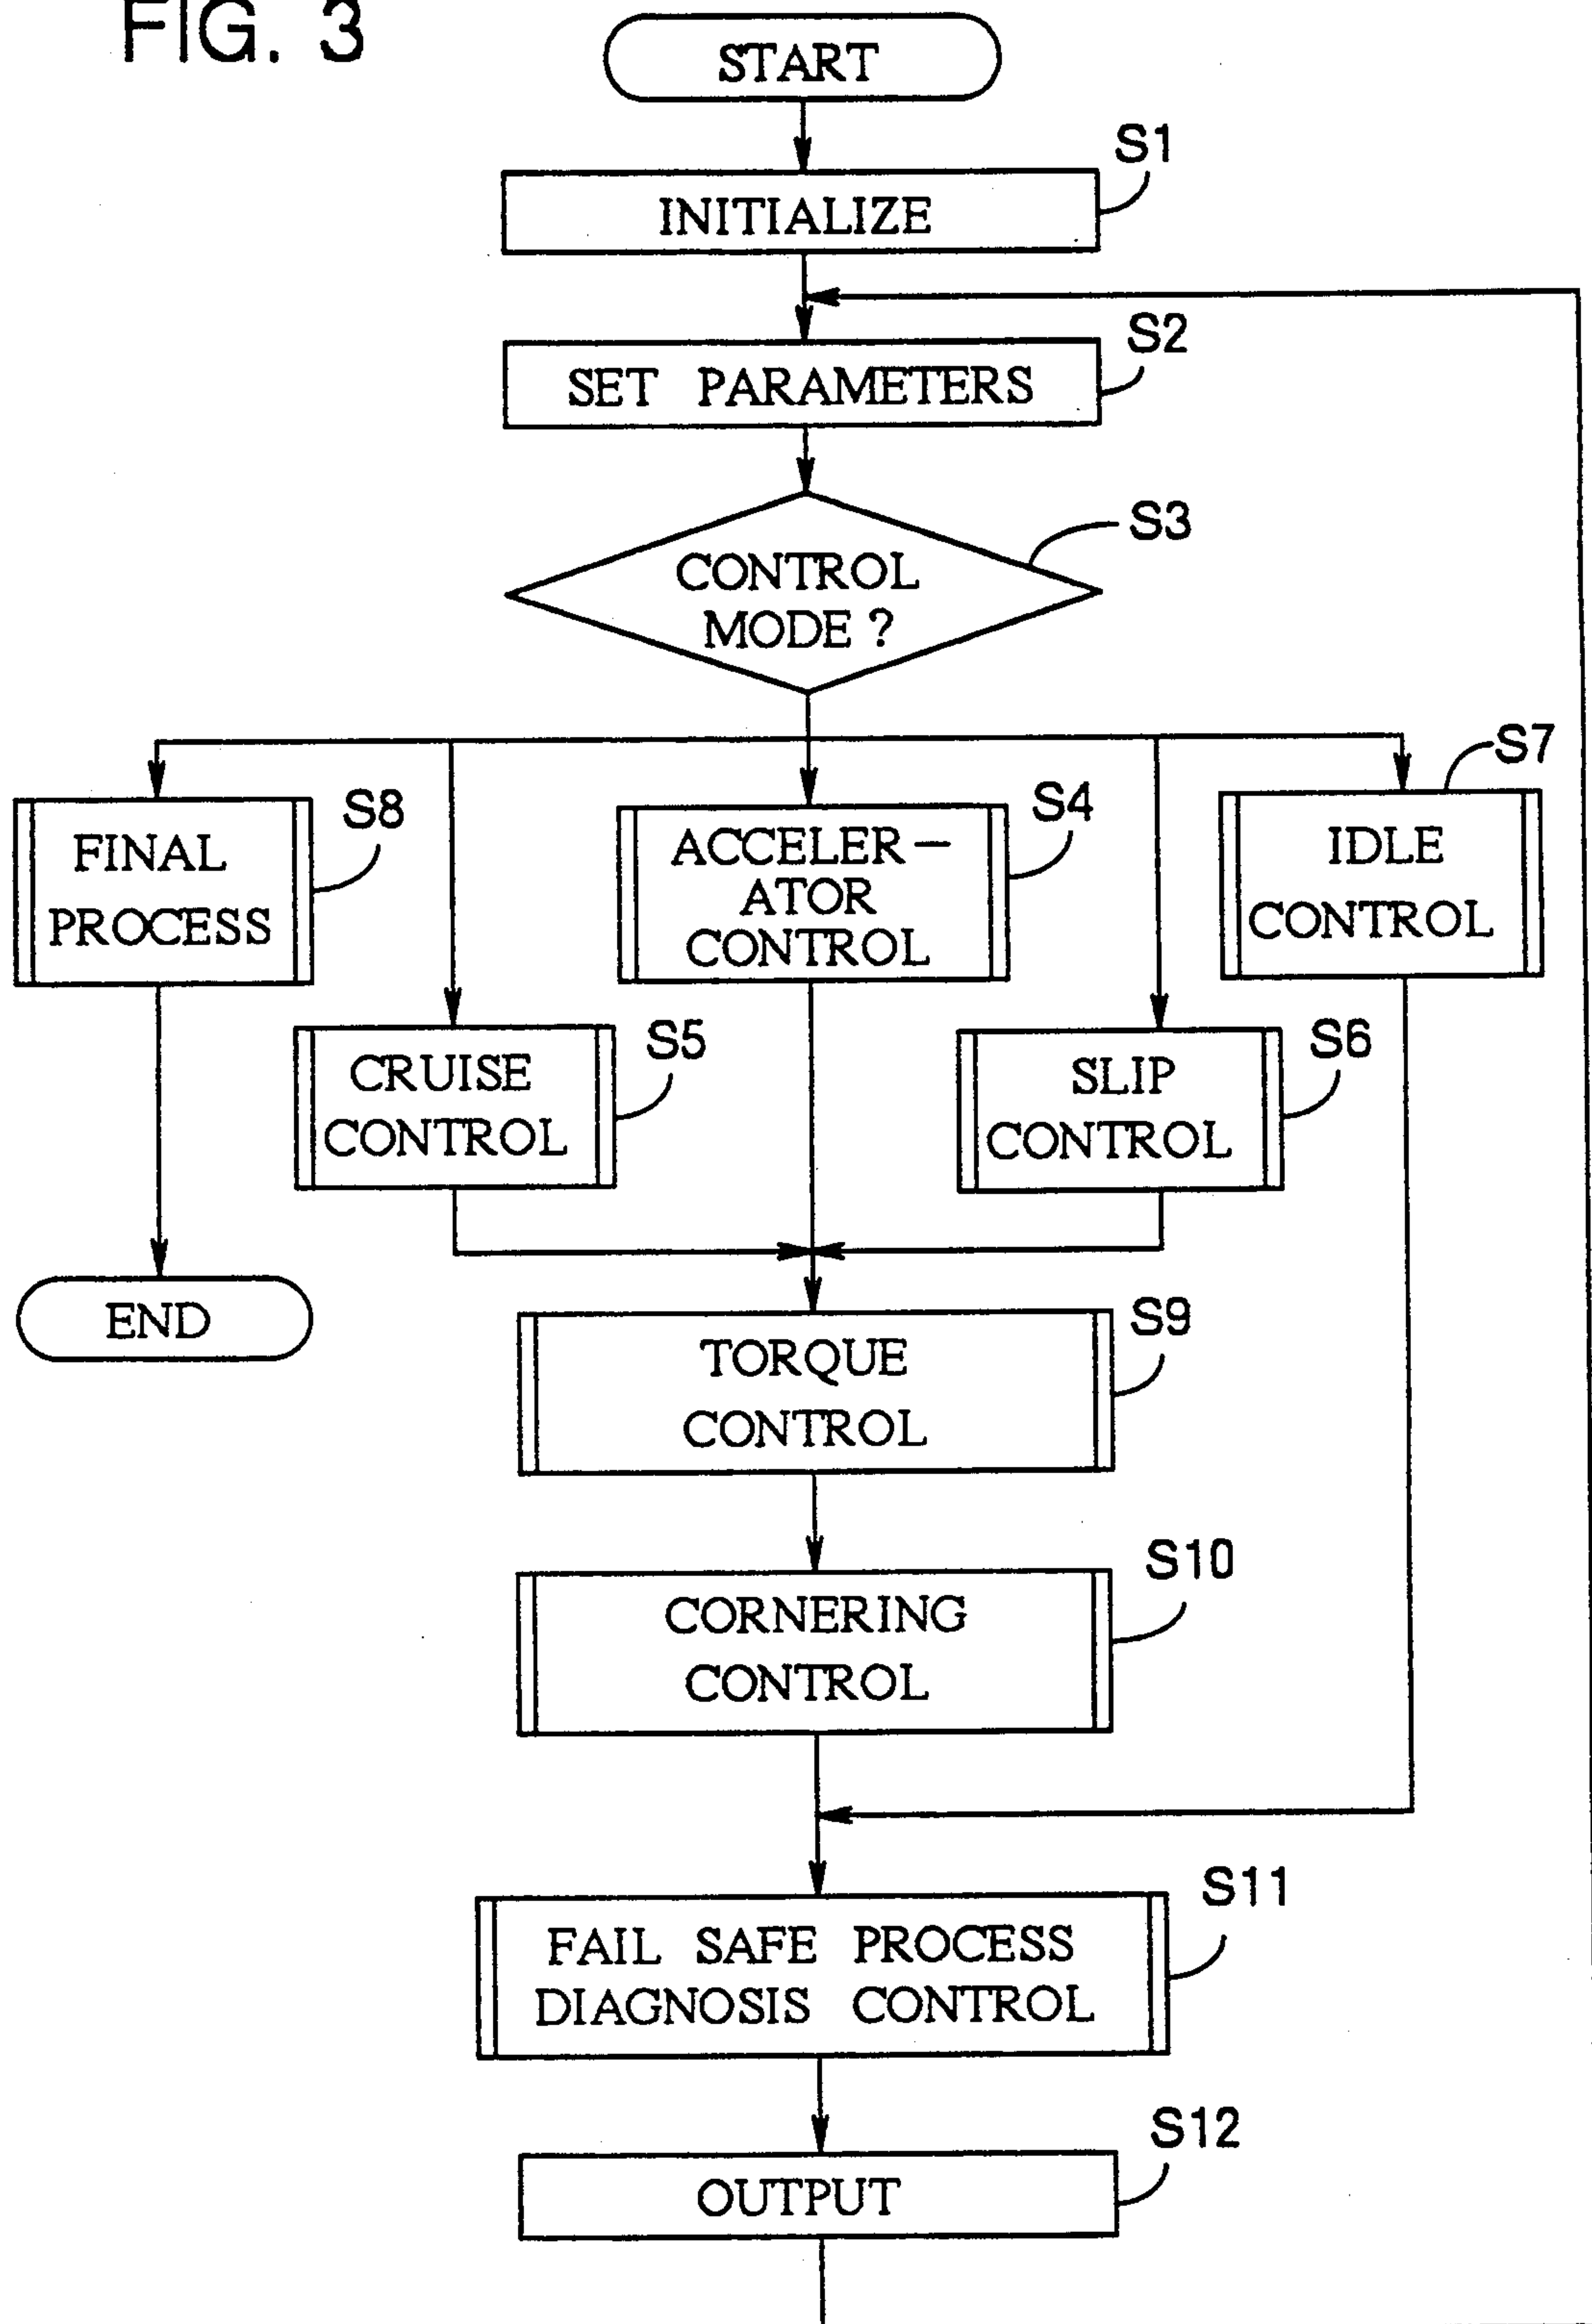 FIG. 3
START
S1
INITIALIZE
S2
SET PARAMETERS
S3
CONTROL
MODE ?
S8
FINAL
PROCESS
S4
ACCELER-
ATOR
CONTROL
S7
IDLE
CONTROL
S5
CRUISE
CONTROL
S6
SLIP
CONTROL
END
S9
TORQUE
CONTROL
S10
CORNERING
CONTROL
S11
FAIL SAFE PROCESS
DIAGNOSIS CONTROL
S12
OUTPUT